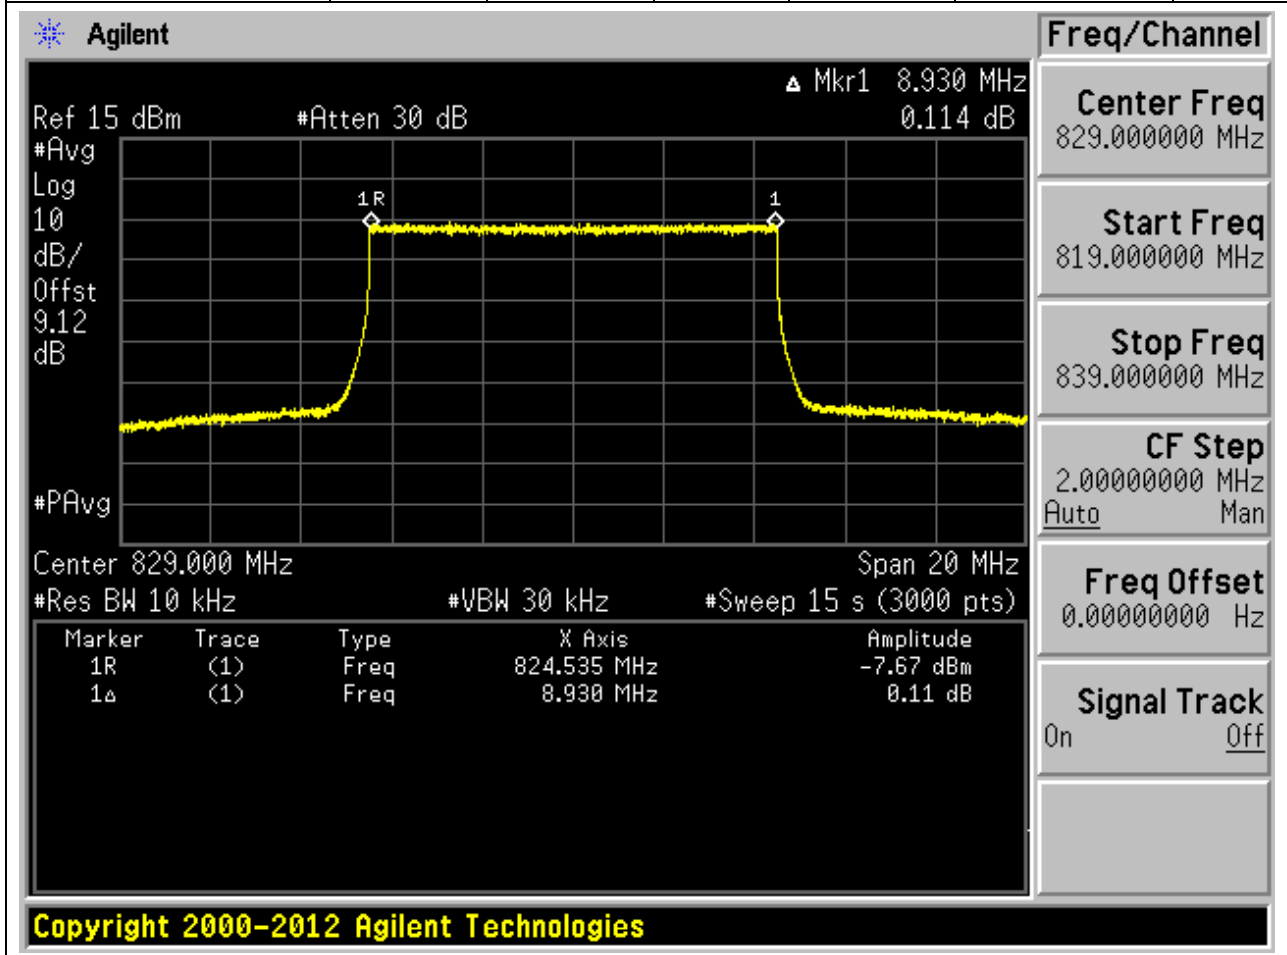 Agilent
Freq/Channel
Δ Mkr1 8.930 MHz
Ref 15 dBm #Atten 30 dB 0.114 dB
#Avg
Log
10
dB/
Offst
9.12
dB
1R
1
#PAvg
Center 829.000 MHz Span 20 MHz
#Res BW 10 kHz #VBW 30 kHz #Sweep 15 s (3000 pts)
Marker Trace Type X Axis Amplitude
1R (1) Freq 824.535 MHz -7.67 dBm
1Δ (1) Freq 8.930 MHz 0.11 dB
Center Freq
829.000000 MHz
Start Freq
819.000000 MHz
Stop Freq
839.000000 MHz
CF Step
2.00000000 MHz
Auto Man
Freq Offset
0.00000000 Hz
Signal Track
On Off
Copyright 2000-2012 Agilent Technologies